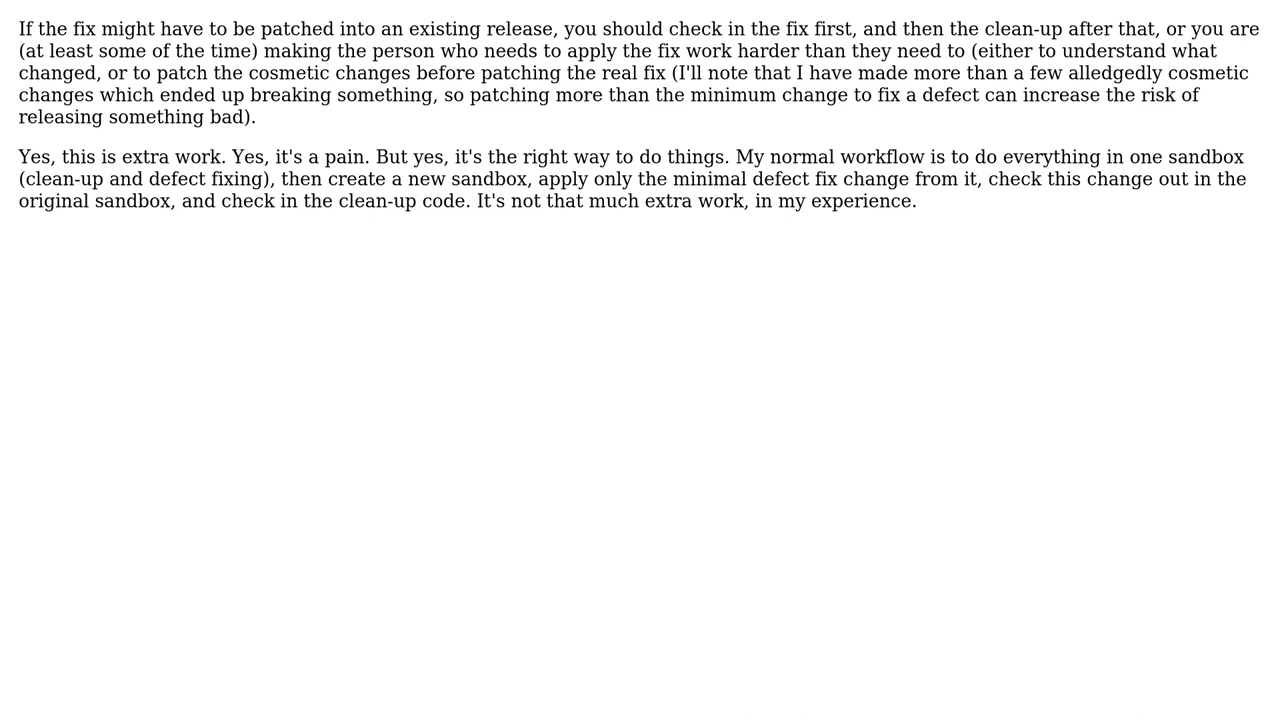 If the fix might have to be patched into an existing release, you should check in the fix first, and then the clean-up after that, or you are
(at least some of the time) making the person who needs to apply the fix work harder than they need to (either to understand what
changed, or to patch the cosmetic changes before patching the real fix (I'll note that I have made more than a few alledgedly cosmetic
changes which ended up breaking something, so patching more than the minimum change to fix a defect can increase the risk of
releasing something bad).
Yes, this is extra work. Yes, it's a pain. But yes, it's the right way to do things. My normal workflow is to do everything in one sandbox
(clean-up and defect fixing), then create a new sandbox, apply only the minimal defect fix change from it, check this change out in the
original sandbox, and check in the clean-up code. It's not that much extra work, in my experience.